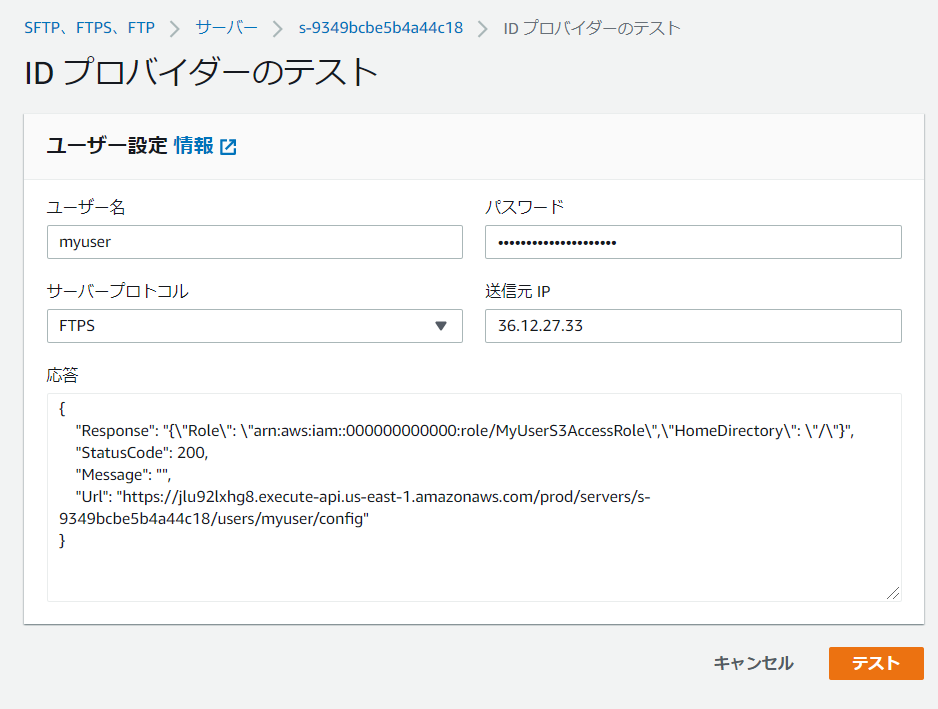 SFTP、FTPS、FTP > サーバー > s-9349bcbe5b4a44c18 > ID プロバイダーのテスト
ID プロバイダーのテスト
ユーザー設定 情報
ユーザー名 パスワード
myuser •••••••••••••••••••••
サーバープロトコル 送信元 IP
FTPS 36.12.27.33
応答
{
"Response": "{\"Role\": \"arn:aws:iam::000000000000:role/MyUserS3AccessRole\",\"HomeDirectory\": \"/\"}",
"StatusCode": 200,
"Message": "",
"Url": "https://jlu92lxhg8.execute-api.us-east-1.amazonaws.com/prod/servers/s-
9349bcbe5b4a44c18/users/myuser/config"
}
キャンセル テスト